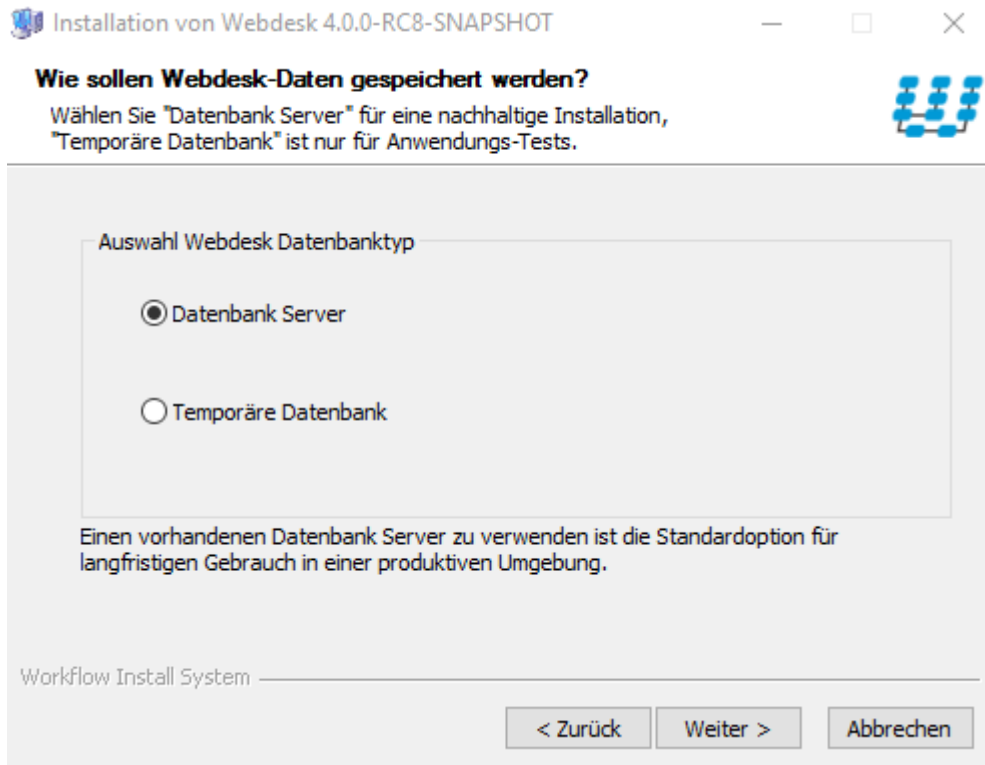 Installation von Webdesk 4.0.0-RC8-SNAPSHOT
Wie sollen Webdesk-Daten gespeichert werden?
Wählen Sie "Datenbank Server" für eine nachhaltige Installation,
"Temporäre Datenbank" ist nur für Anwendungs-Tests.
Auswahl Webdesk Datenbanktyp
Datenbank Server
Temporäre Datenbank
Einen vorhandenen Datenbank Server zu verwenden ist die Standardoption für
langfristigen Gebrauch in einer produktiven Umgebung.
Workflow Install System
< Zurück Weiter > Abbrechen